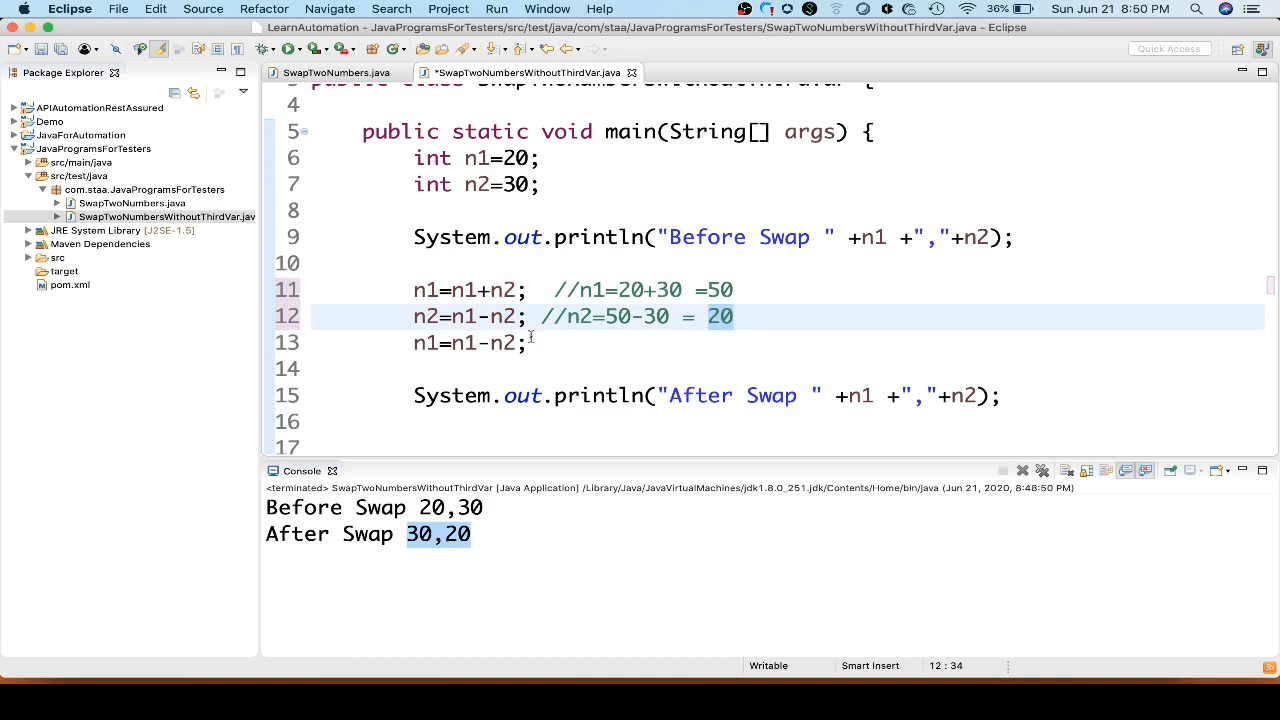 Eclipse File Edit Source Refactor Navigate Search Project Run Window Help 36% Sun Jun 21 8:50 PM
LearnAutomation - JavaProgramsForTesters/src/test/java/com/staa/JavaProgramsForTesters/SwapTwoNumbersWithoutThirdVar.java - Eclipse
Quick Access
Package Explorer
SwapTwoNumbers.java
*SwapTwoNumbersWithoutThirdVar.java
APIAutomationRestAssured
Demo
JavaForAutomation
JavaProgramsForTesters
src/main/java
src/test/java
com.staa.JavaProgramsForTesters
SwapTwoNumbers.java
SwapTwoNumbersWithoutThirdVar.jav
JRE System Library [J2SE-1.5]
Maven Dependencies
src
target
pom.xml
3 public class SwapTwoNumbersWithoutThirdVar {
4
5 public static void main(String[] args) {
6 int n1=20;
7 int n2=30;
8
9 System.out.println("Before Swap " +n1 +","+n2);
10
11 n1=n1+n2; //n1=20+30 =50
12 n2=n1-n2; //n2=50-30 = 20
13 n1=n1-n2;
14
15 System.out.println("After Swap " +n1 +","+n2);
16
17
Console
<terminated> SwapTwoNumbersWithoutThirdVar [Java Application] /Library/Java/JavaVirtualMachines/jdk1.8.0_251.jdk/Contents/Home/bin/java (Jun 21, 2020, 8:48:50 PM)
Before Swap 20,30
After Swap 30,20
Writable
Smart Insert
12 : 34